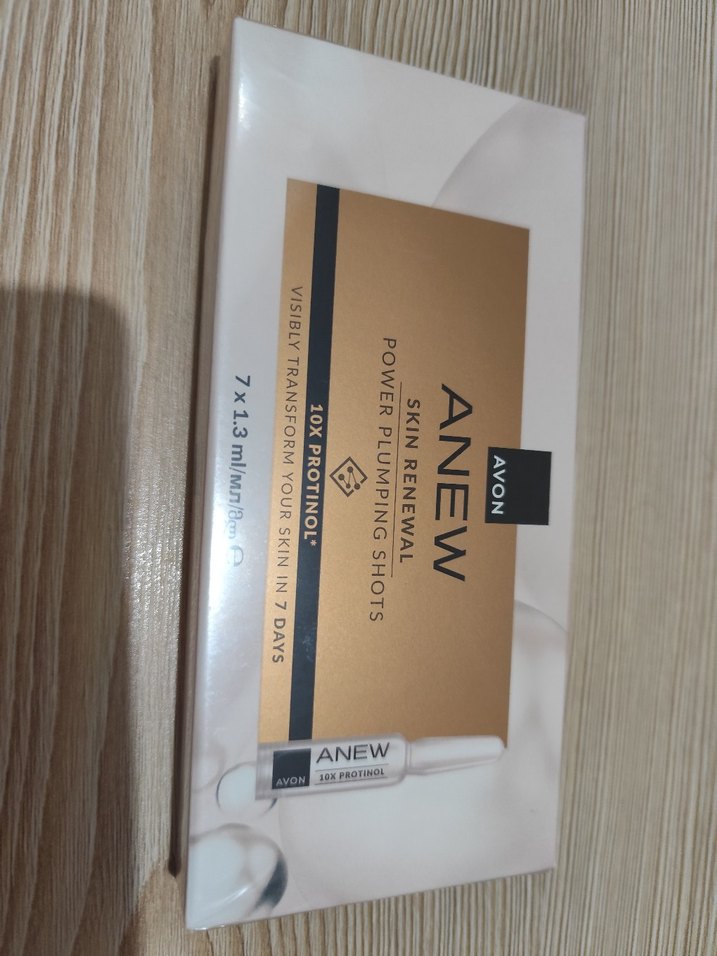 AVON
ANEW
SKIN RENEWAL
POWER PLUMPING SHOTS
10X PROTINOL*
VISIBLY TRANSFORM YOUR SKIN IN 7 DAYS
7 x 1.3 ml/мл/მლ ℮
AVON
ANEW
10X PROTINOL